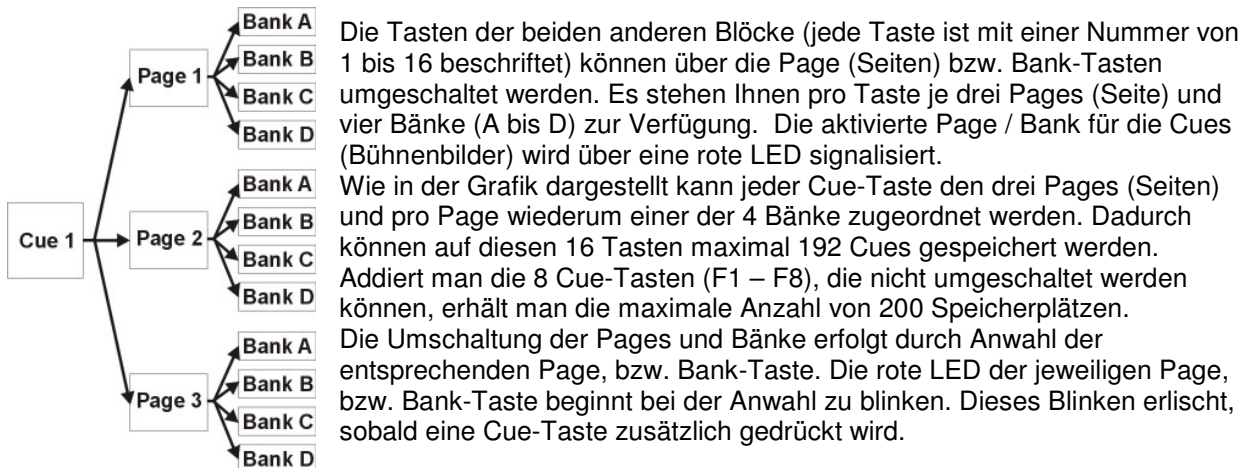 Cue 1
Page 1
Bank A
Bank B
Bank C
Bank D
Page 2
Bank A
Bank B
Bank C
Bank D
Page 3
Bank A
Bank B
Bank C
Bank D
Die Tasten der beiden anderen Blöcke (jede Taste ist mit einer Nummer von
1 bis 16 beschriftet) können über die Page (Seiten) bzw. Bank-Tasten
umgeschaltet werden. Es stehen Ihnen pro Taste je drei Pages (Seite) und
vier Bänke (A bis D) zur Verfügung.  Die aktivierte Page / Bank für die Cues
(Bühnenbilder) wird über eine rote LED signalisiert.
Wie in der Grafik dargestellt kann jeder Cue-Taste den drei Pages (Seiten)
und pro Page wiederum einer der 4 Bänke zugeordnet werden. Dadurch
können auf diesen 16 Tasten maximal 192 Cues gespeichert werden.
Addiert man die 8 Cue-Tasten (F1 – F8), die nicht umgeschaltet werden
können, erhält man die maximale Anzahl von 200 Speicherplätzen.
Die Umschaltung der Pages und Bänke erfolgt durch Anwahl der
entsprechenden Page, bzw. Bank-Taste. Die rote LED der jeweiligen Page,
bzw. Bank-Taste beginnt bei der Anwahl zu blinken. Dieses Blinken erlischt,
sobald eine Cue-Taste zusätzlich gedrückt wird.